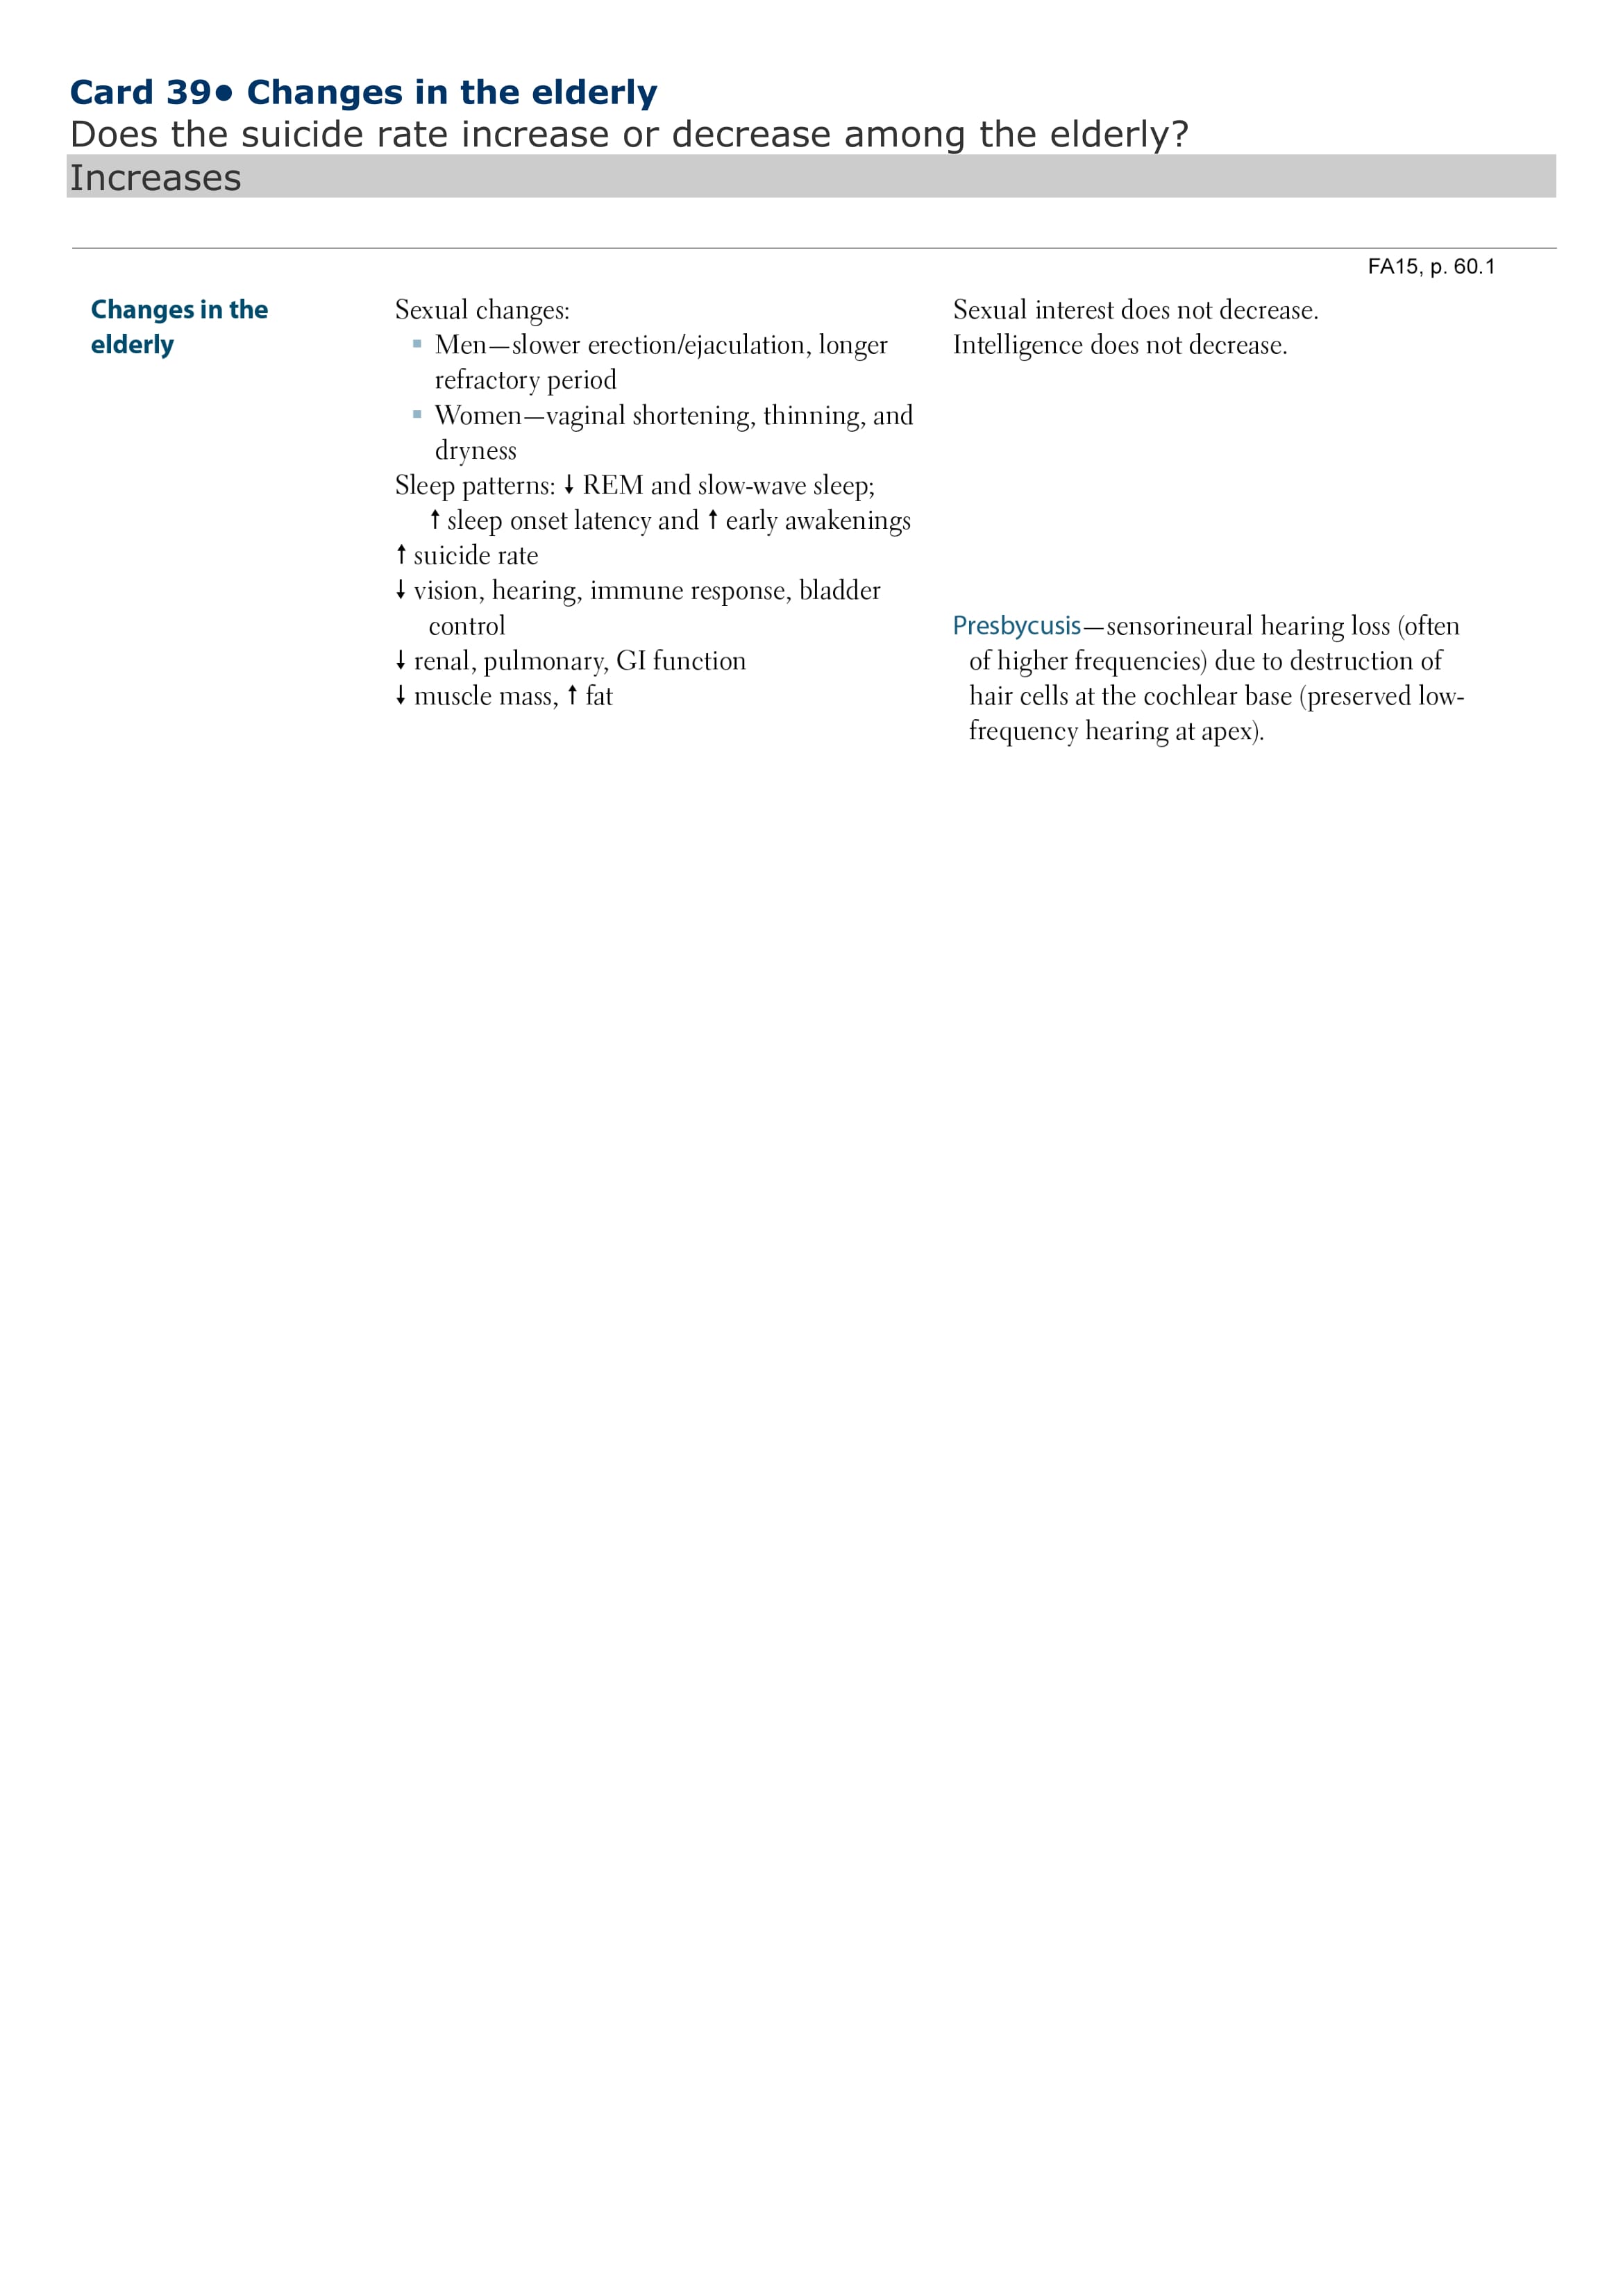 Card 39● Changes in the elderly
Does the suicide rate increase or decrease among the elderly?
Increases
FA15, p. 60.1
Changes in the
elderly
Sexual changes:
▪ Men—slower erection/ejaculation, longer
refractory period
▪ Women—vaginal shortening, thinning, and
dryness
Sleep patterns: ↓ REM and slow-wave sleep;
↑ sleep onset latency and ↑ early awakenings
↑ suicide rate
↓ vision, hearing, immune response, bladder
control
↓ renal, pulmonary, GI function
↓ muscle mass, ↑ fat
Sexual interest does not decrease.
Intelligence does not decrease.
Presbycusis—sensorineural hearing loss (often
of higher frequencies) due to destruction of
hair cells at the cochlear base (preserved low-
frequency hearing at apex).